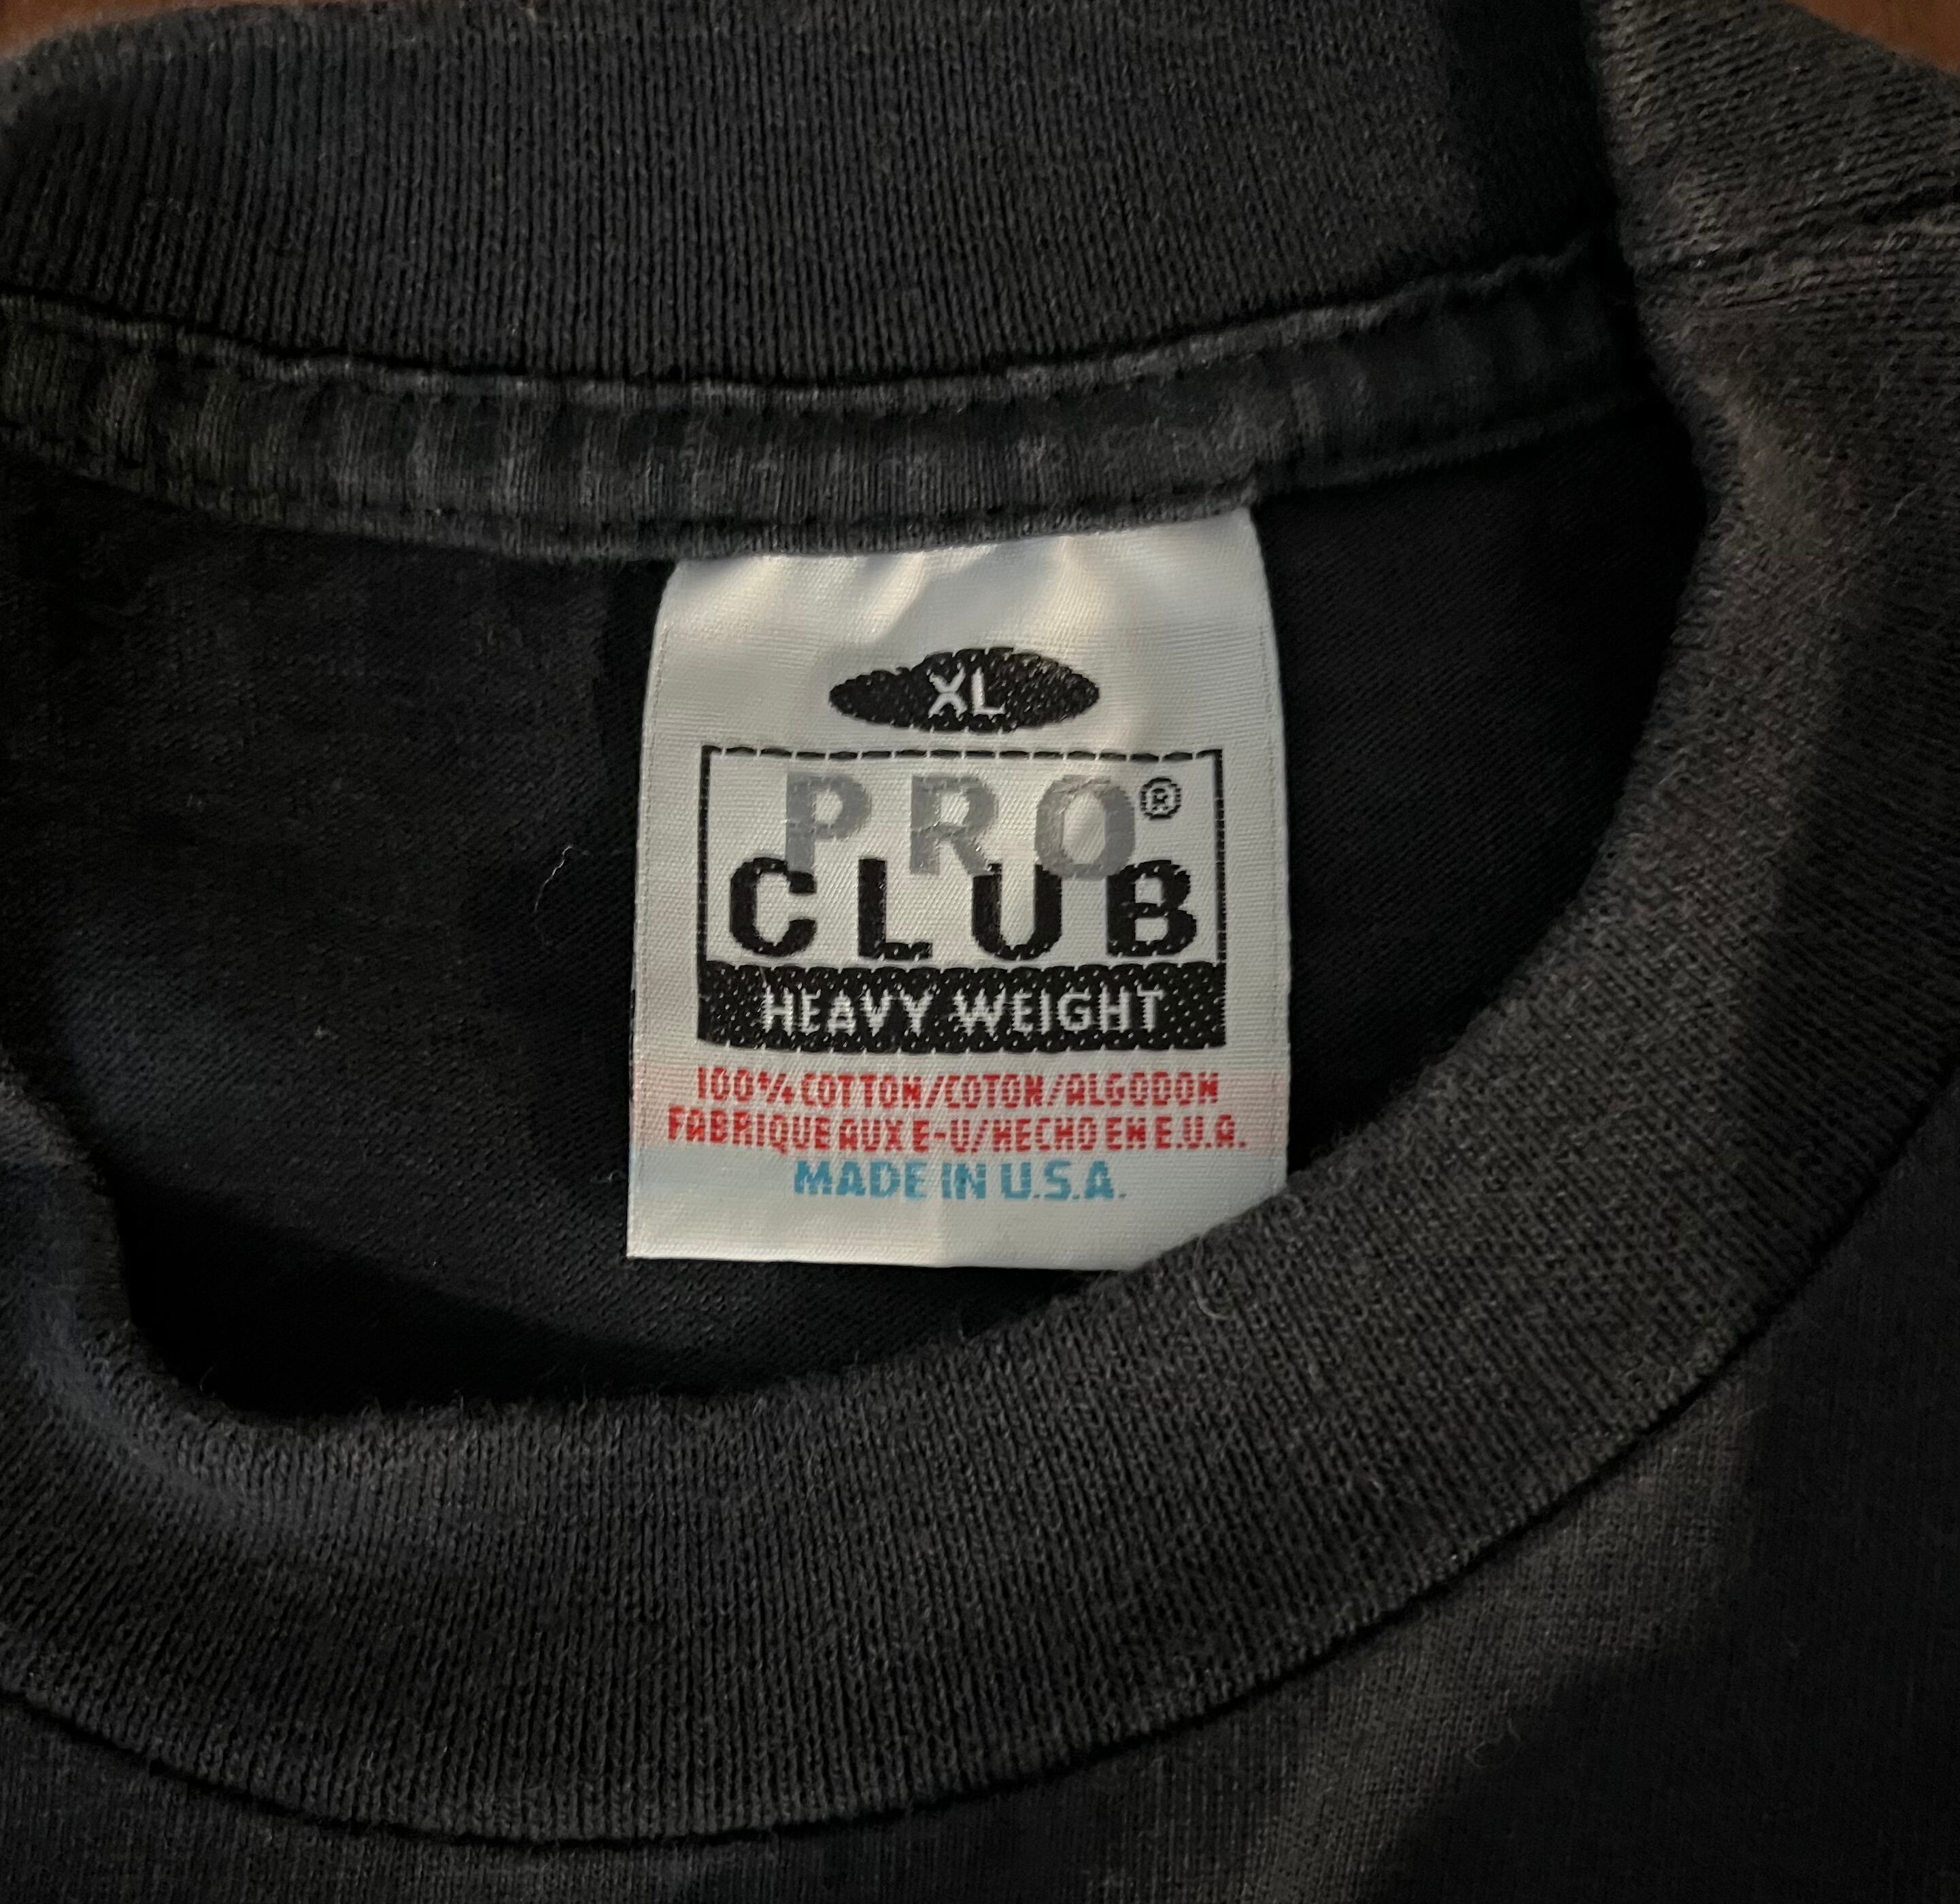 XL
PRO®
CLUB
HEAVY WEIGHT
100% COTTON/COTON/ALGODON
FABRIQUE AUX E-U/HECHO EN E.U.A.
MADE IN U.S.A.